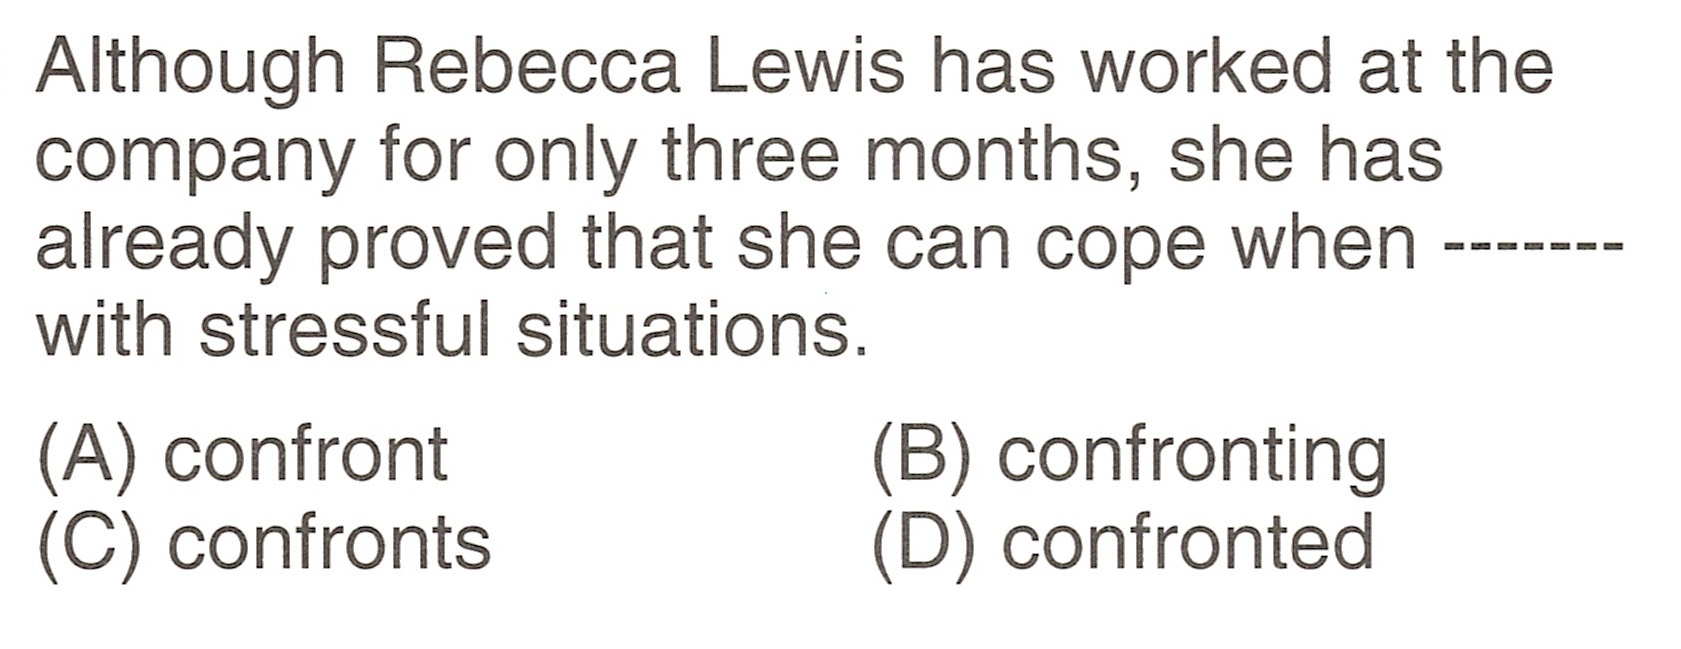 Although Rebecca Lewis has worked at the
company for only three months, she has
already proved that she can cope when -------
with stressful situations.
(A) confront (B) confronting
(C) confronts (D) confronted